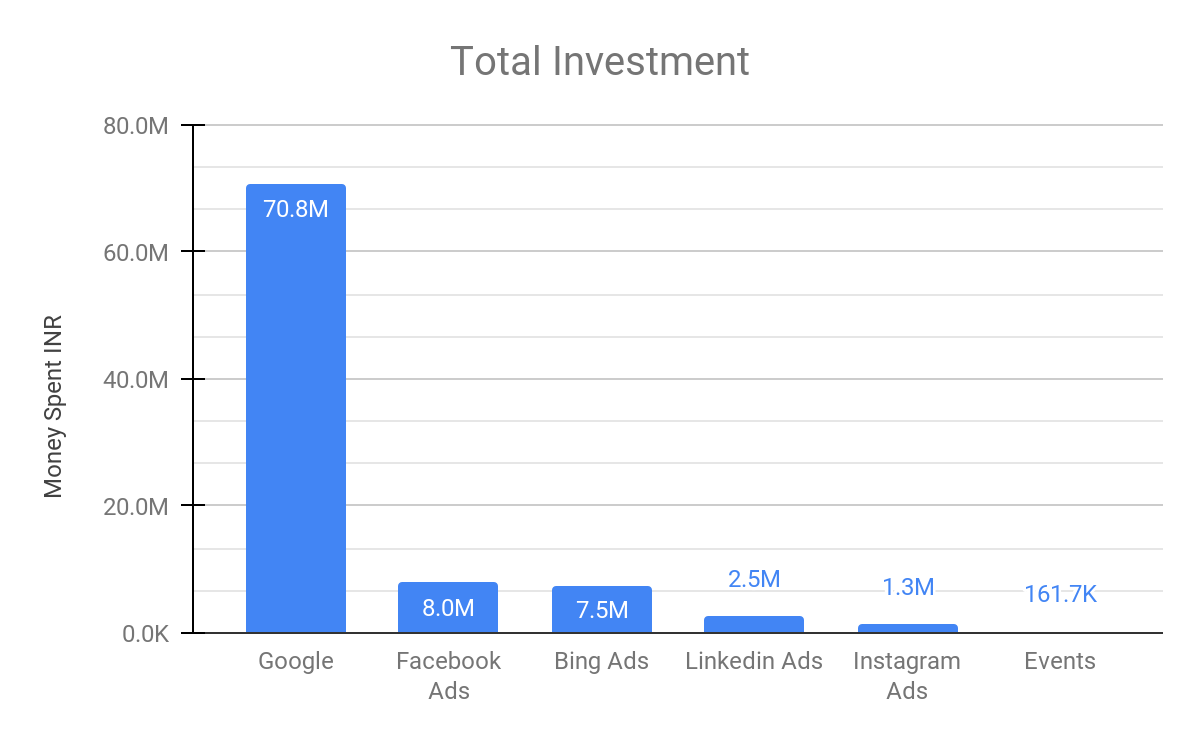 Total Investment
80.0M
60.0M
40.0M
20.0M
0.0K
Money Spent INR
70.8M
8.0M
7.5M
2.5M
1.3M
161.7K
Google
Facebook
Ads
Bing Ads
Linkedin Ads
Instagram
Ads
Events